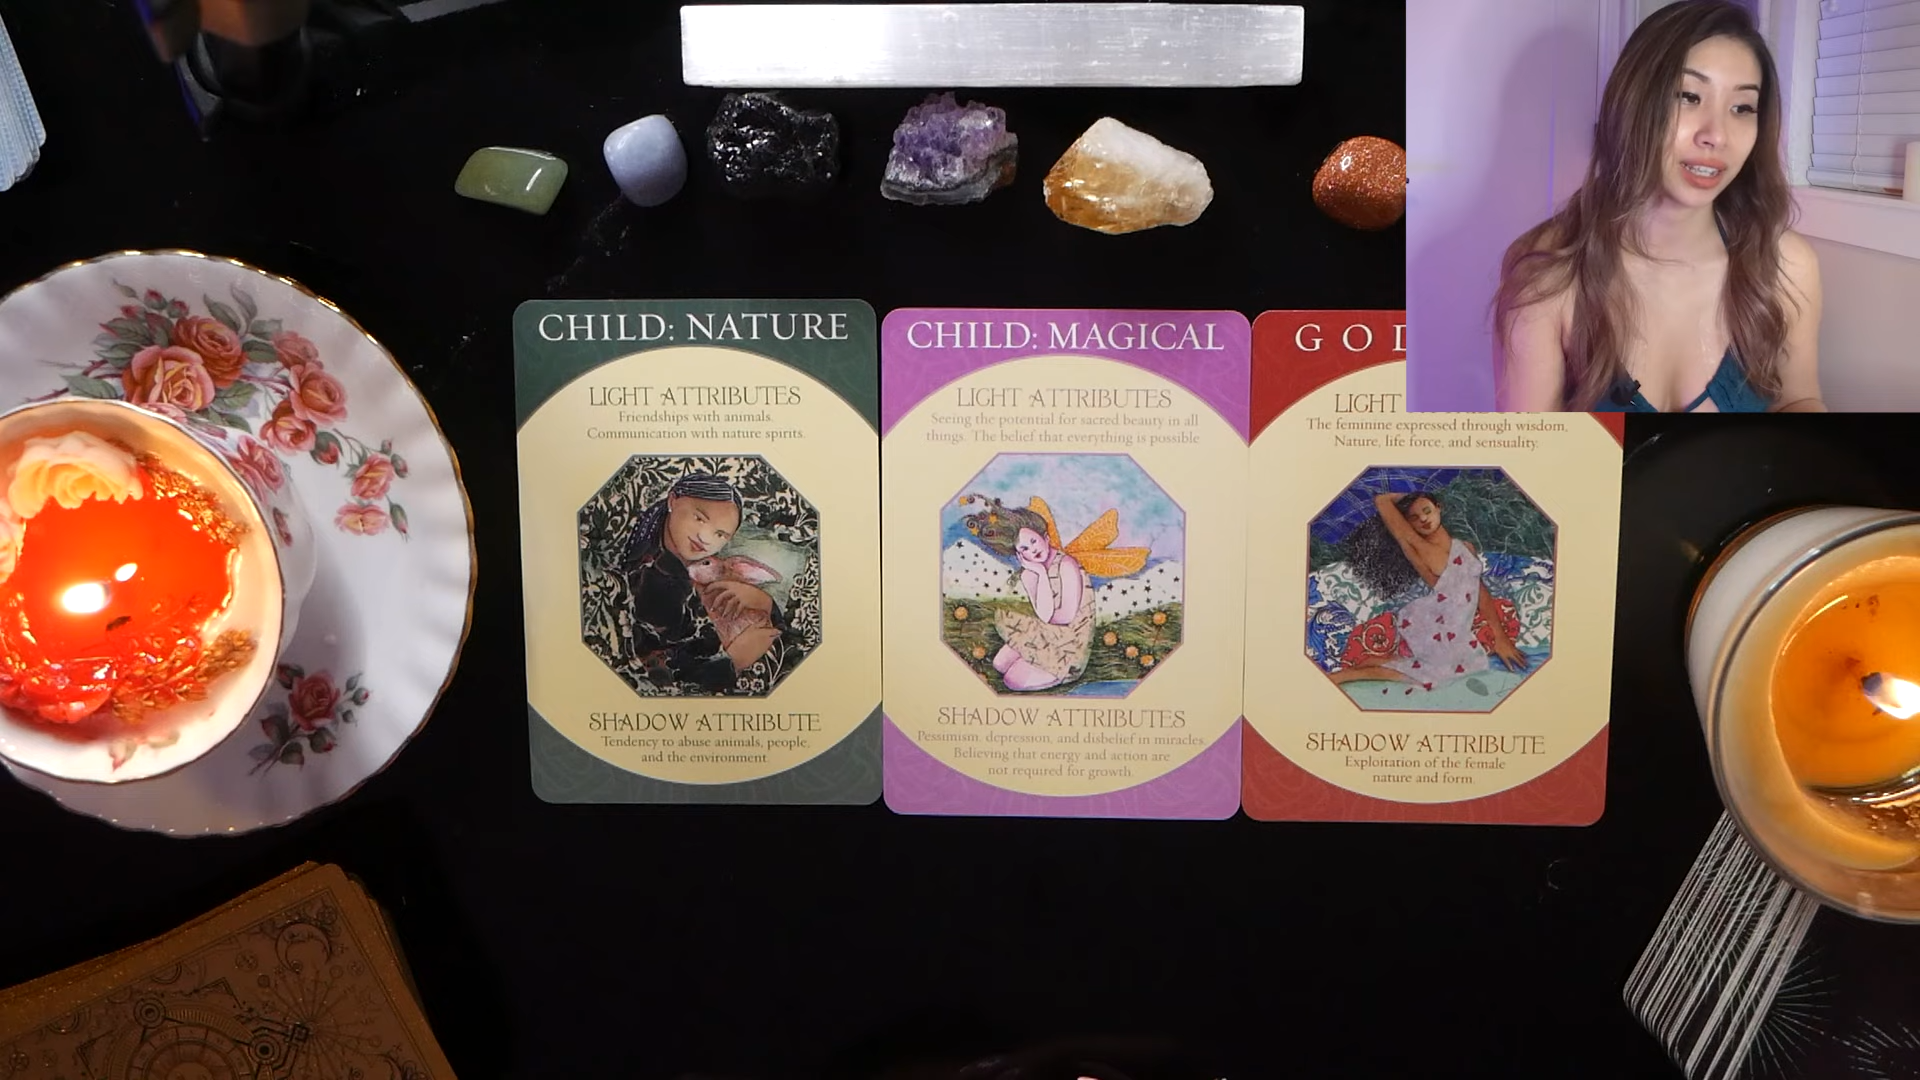 CHILD: NATURE
LIGHT ATTRIBUTES
Friendships with animals.
Communication with nature spirits.
SHADOW ATTRIBUTE
Tendency to abuse animals, people,
and the environment.
CHILD: MAGICAL
LIGHT ATTRIBUTES
Seeing the potential for sacred beauty in all
things. The belief that everything is possible
SHADOW ATTRIBUTES
Pessimism, depression, and disbelief in miracles.
Believing that energy and action are
not required for growth.
GOD
LIGHT
The feminine expressed through wisdom,
Nature, life force, and sensuality.
SHADOW ATTRIBUTE
Exploitation of the female
nature and form.